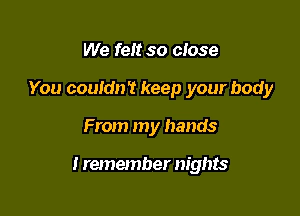 We felt so close
You couldn't keep your body
From my hands
I remember nights